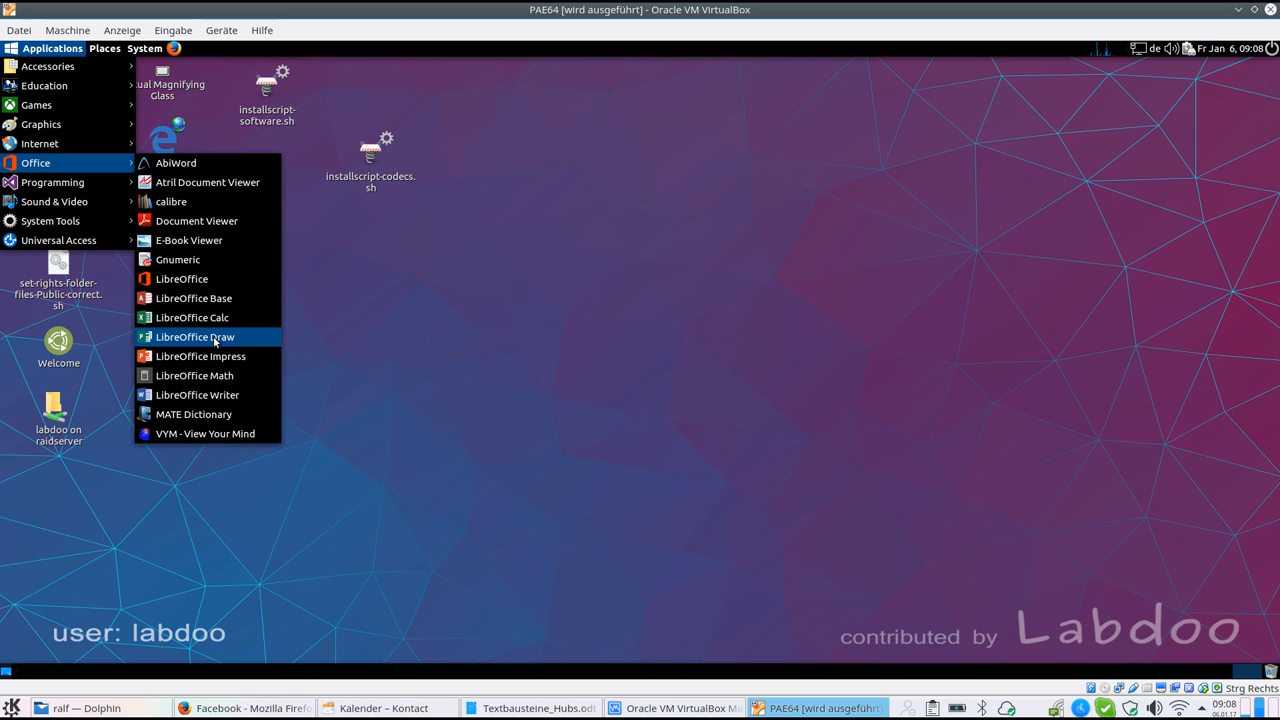 PAE64 [wird ausgeführt] - Oracle VM VirtualBox
Datei Maschine Anzeige Eingabe Geräte Hilfe
Applications Places System de Fr Jan 6, 09:08
Accessories
Education
Games
Graphics
Internet
Office
Programming
Sound & Video
System Tools
Universal Access
AbiWord
Atril Document Viewer
calibre
Document Viewer
E-Book Viewer
Gnumeric
LibreOffice
LibreOffice Base
LibreOffice Calc
LibreOffice Draw
LibreOffice Impress
LibreOffice Math
LibreOffice Writer
MATE Dictionary
VYM - View Your Mind
ual Magnifying
Glass
installscript-
software.sh
installscript-codecs.
sh
set-rights-folder-
files-Public-correct.
sh
Welcome
labdoo on
raidserver
user: labdoo
contributed by Labdoo
Strg Rechts
ralf — Dolphin
Facebook - Mozilla Firefo
Kalender – Kontact
Textbausteine_Hubs.odt
Oracle VM VirtualBox Ma
PAE64 [wird ausgeführt]
09:08
06.01.17